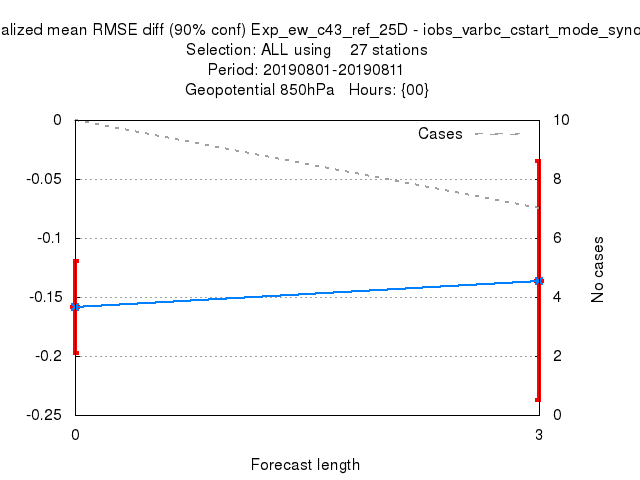 alized mean RMSE diff (90% conf) Exp_ew_c43_ref_25D - iobs_varbc_cstart_mode_syno
Selection: ALL using 27 stations
Period: 20190801-20190811
Geopotential 850hPa Hours: {00}
Cases
0
-0.05
-0.1
-0.15
-0.2
-0.25
10
8
6
4
2
0
No cases
0 3
Forecast length